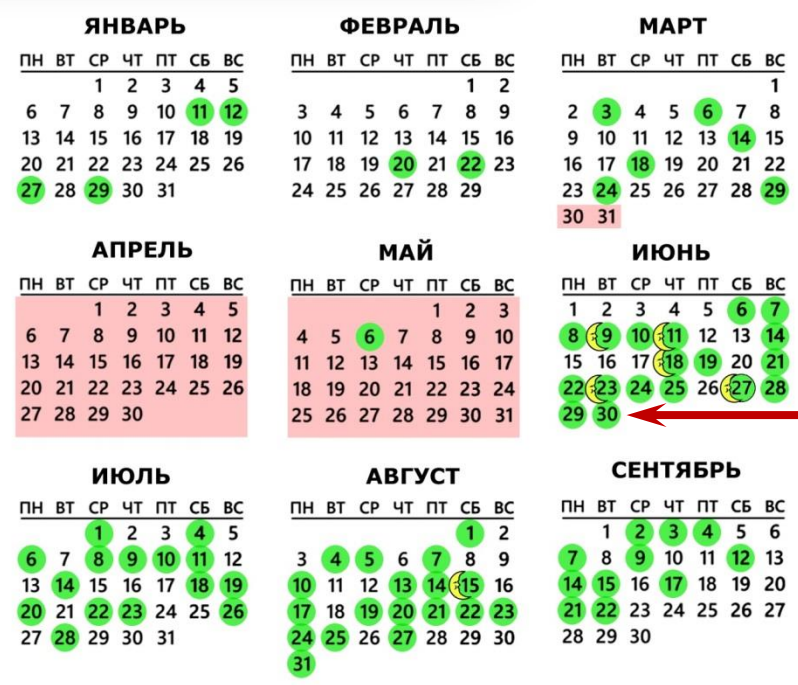 ЯНВАРЬ
ПН ВТ СР ЧТ ПТ СБ ВС
1 2 3 4 5
6 7 8 9 10 11 12
13 14 15 16 17 18 19
20 21 22 23 24 25 26
27 28 29 30 31
ФЕВРАЛЬ
ПН ВТ СР ЧТ ПТ СБ ВС
1 2
3 4 5 6 7 8 9
10 11 12 13 14 15 16
17 18 19 20 21 22 23
24 25 26 27 28 29
МАРТ
ПН ВТ СР ЧТ ПТ СБ ВС
1
2 3 4 5 6 7 8
9 10 11 12 13 14 15
16 17 18 19 20 21 22
23 24 25 26 27 28 29
30 31
АПРЕЛЬ
ПН ВТ СР ЧТ ПТ СБ ВС
1 2 3 4 5
6 7 8 9 10 11 12
13 14 15 16 17 18 19
20 21 22 23 24 25 26
27 28 29 30
МАЙ
ПН ВТ СР ЧТ ПТ СБ ВС
1 2 3
4 5 6 7 8 9 10
11 12 13 14 15 16 17
18 19 20 21 22 23 24
25 26 27 28 29 30 31
ИЮНЬ
ПН ВТ СР ЧТ ПТ СБ ВС
1 2 3 4 5 6 7
8 9 10 11 12 13 14
15 16 17 18 19 20 21
22 23 24 25 26 27 28
29 30
ИЮЛЬ
ПН ВТ СР ЧТ ПТ СБ ВС
1 2 3 4 5
6 7 8 9 10 11 12
13 14 15 16 17 18 19
20 21 22 23 24 25 26
27 28 29 30 31
АВГУСТ
ПН ВТ СР ЧТ ПТ СБ ВС
1 2
3 4 5 6 7 8 9
10 11 12 13 14 15 16
17 18 19 20 21 22 23
24 25 26 27 28 29 30
31
СЕНТЯБРЬ
ПН ВТ СР ЧТ ПТ СБ ВС
1 2 3 4 5 6
7 8 9 10 11 12 13
14 15 16 17 18 19 20
21 22 23 24 25 26 27
28 29 30